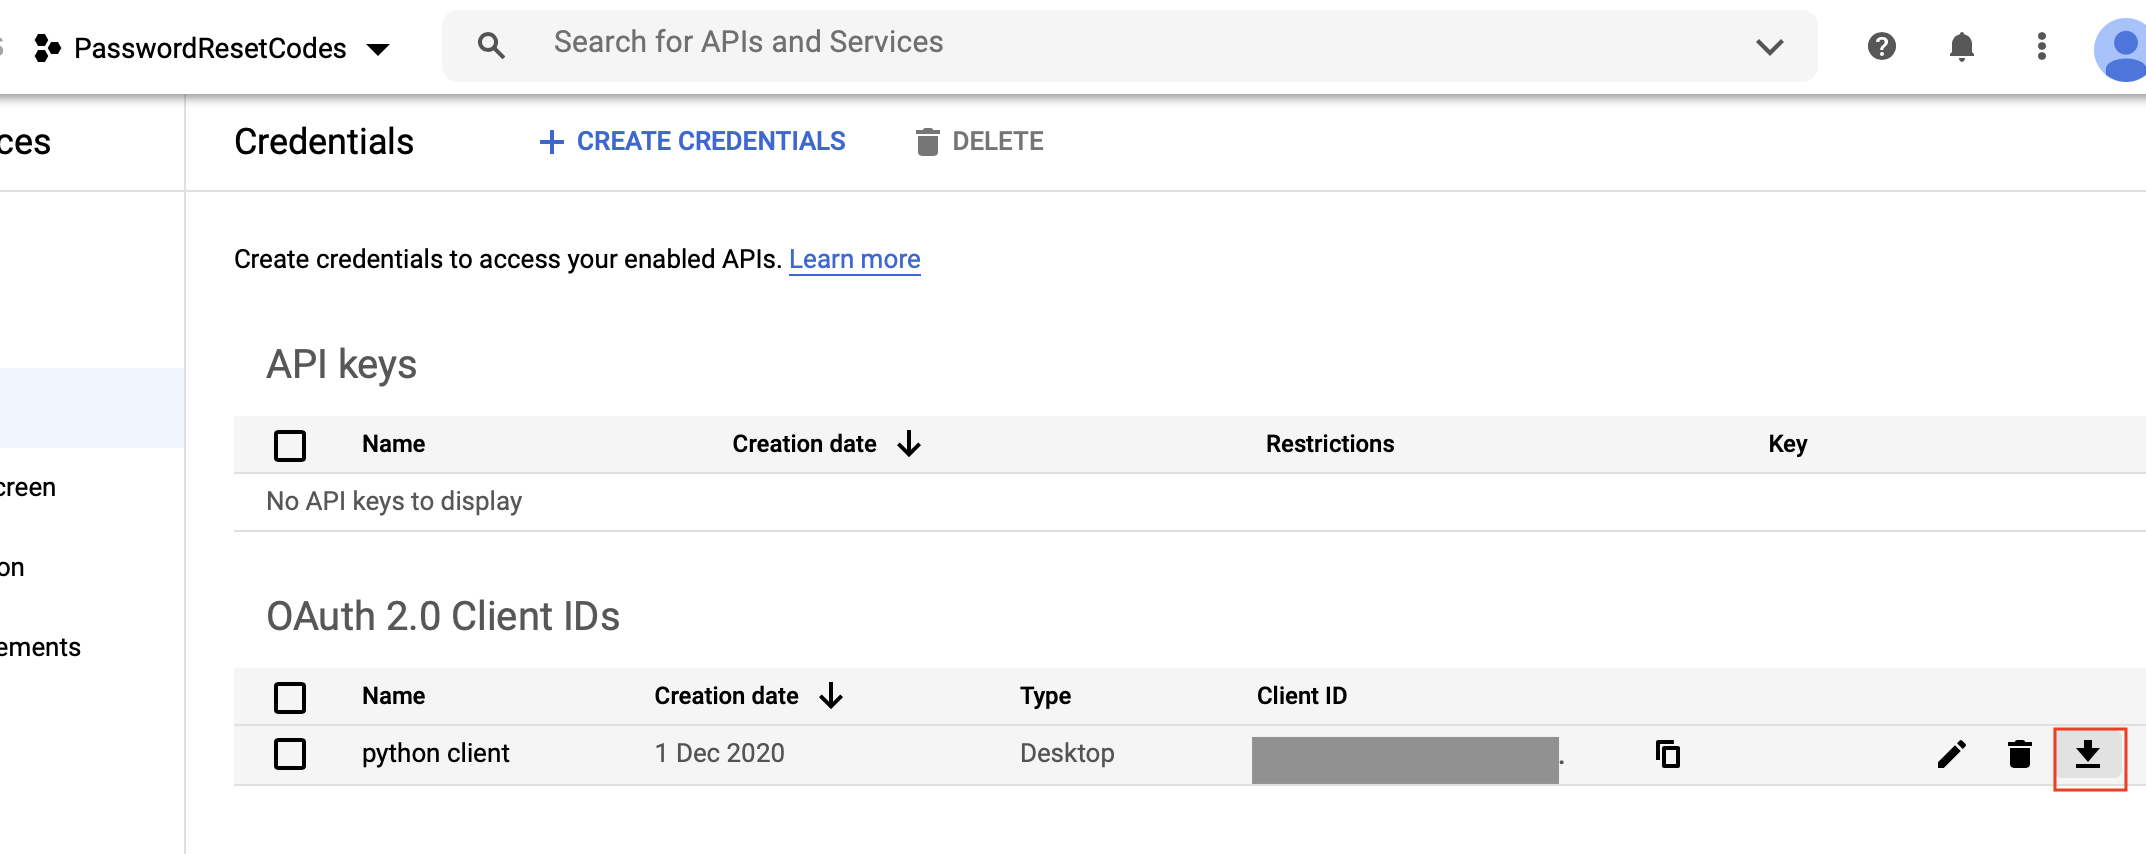 PasswordResetCodes
Search for APIs and Services
ces
Credentials
CREATE CREDENTIALS
DELETE
Create credentials to access your enabled APIs. Learn more
API keys
Name Creation date Restrictions Key
creen
No API keys to display
on
OAuth 2.0 Client IDs
ements
Name Creation date Type Client ID
python client 1 Dec 2020 Desktop .